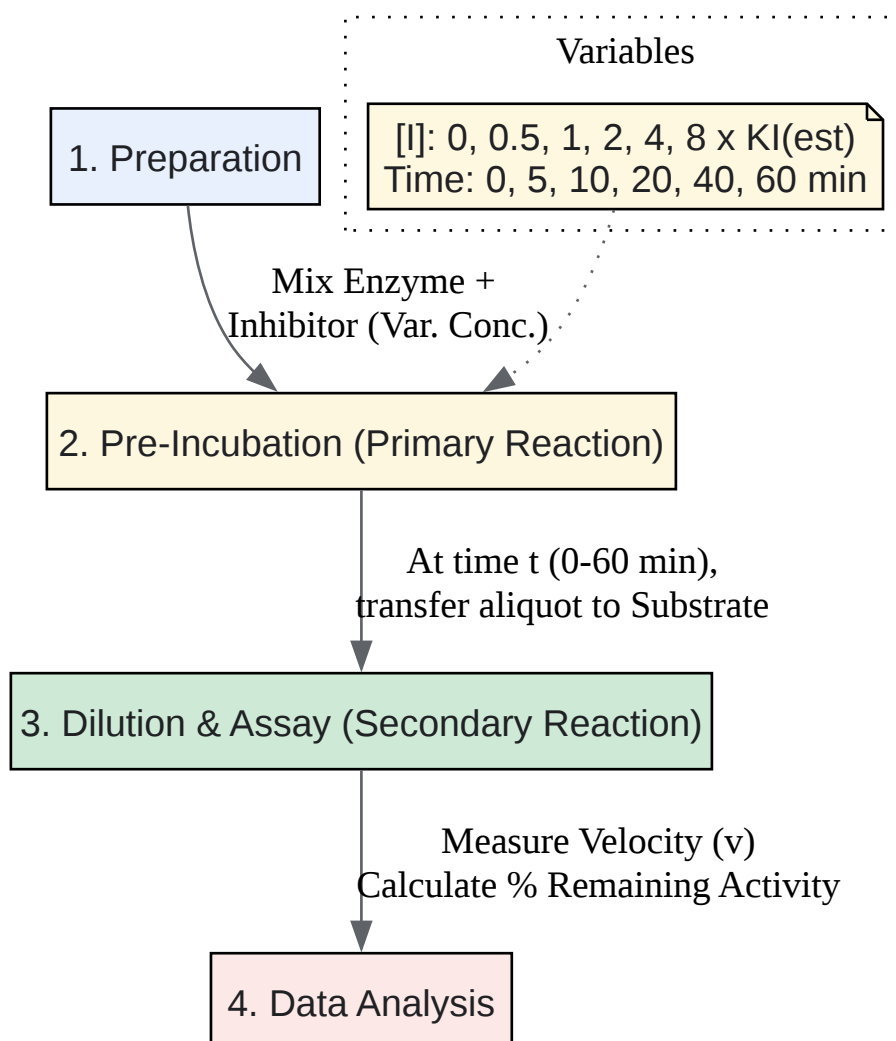 Variables
[I]: 0, 0.5, 1, 2, 4, 8 x KI(est)
Time: 0, 5, 10, 20, 40, 60 min
1. Preparation
Mix Enzyme +
Inhibitor (Var. Conc.)
2. Pre-Incubation (Primary Reaction)
At time t (0-60 min),
transfer aliquot to Substrate
3. Dilution & Assay (Secondary Reaction)
Measure Velocity (v)
Calculate % Remaining Activity
4. Data Analysis